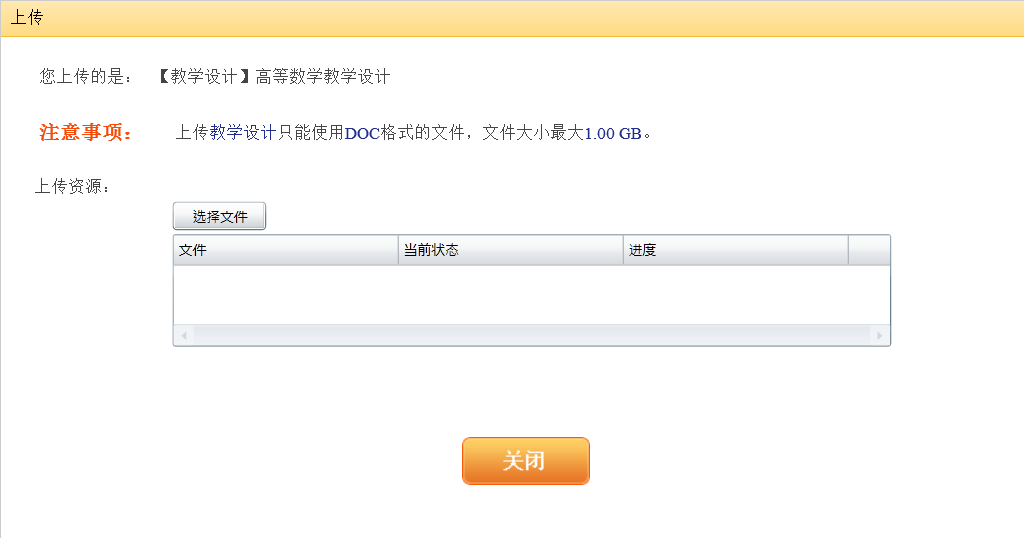 上传
您上传的是： 【教学设计】高等数学教学设计
注意事项： 上传教学设计只能使用DOC格式的文件，文件大小最大1.00 GB。
上传资源：
选择文件
文件 当前状态 进度
关闭